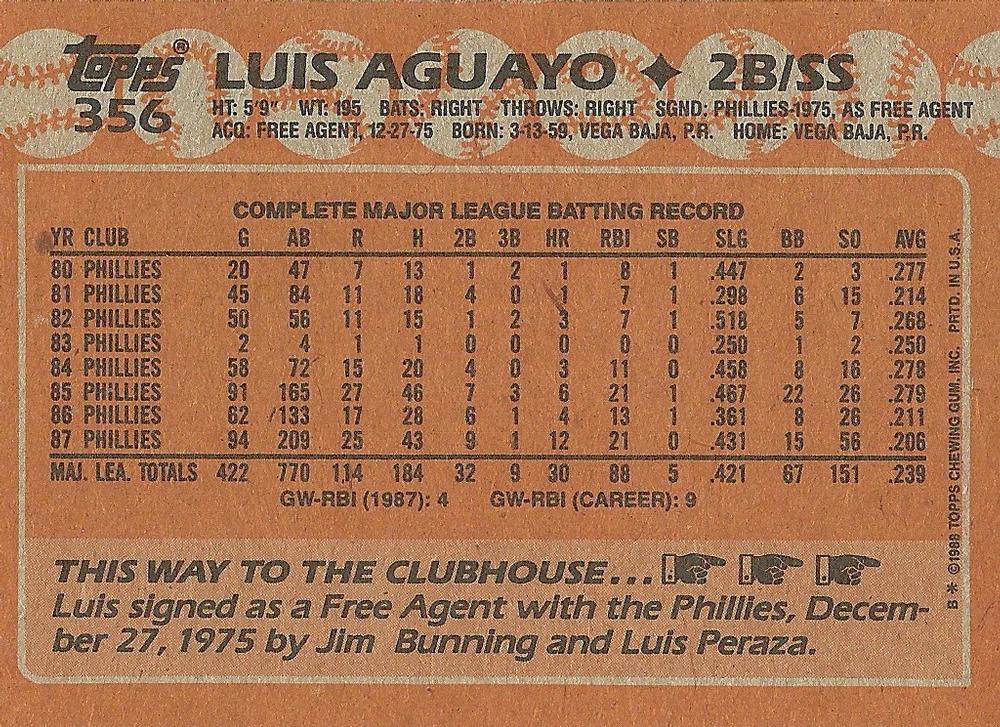 topps® LUIS AGUAYO ✦ 2B/SS
356 HT: 5'9" WT: 195 BATS: RIGHT THROWS: RIGHT SGND: PHILLIES-1975, AS FREE AGENT
ACQ: FREE AGENT, 12-27-75 BORN: 3-13-59, VEGA BAJA, P.R. HOME: VEGA BAJA, P.R.
COMPLETE MAJOR LEAGUE BATTING RECORD
YR CLUB G AB R H 2B 3B HR RBI SB SLG BB SO AVG
80 PHILLIES 20 47 7 13 1 2 1 8 1 .447 2 3 .277
81 PHILLIES 45 84 11 18 4 0 1 7 1 .298 6 15 .214
82 PHILLIES 50 56 11 15 1 2 3 7 1 .518 5 7 .268
83 PHILLIES 2 4 1 1 0 0 0 0 0 .250 1 2 .250
84 PHILLIES 58 72 15 20 4 0 3 11 0 .458 8 16 .278
85 PHILLIES 91 165 27 46 7 3 6 21 1 .467 22 26 .279
86 PHILLIES 62 133 17 28 6 1 4 13 1 .361 8 26 .211
87 PHILLIES 94 209 25 43 9 1 12 21 0 .431 15 56 .206
MAJ. LEA. TOTALS 422 770 114 184 32 9 30 88 5 .421 67 151 .239
GW-RBI (1987): 4 GW-RBI (CAREER): 9
THIS WAY TO THE CLUBHOUSE...
Luis signed as a Free Agent with the Phillies, Decem-
ber 27, 1975 by Jim Bunning and Luis Peraza.
B * ©1988 TOPPS CHEWING GUM, INC. PRTD. IN U.S.A.